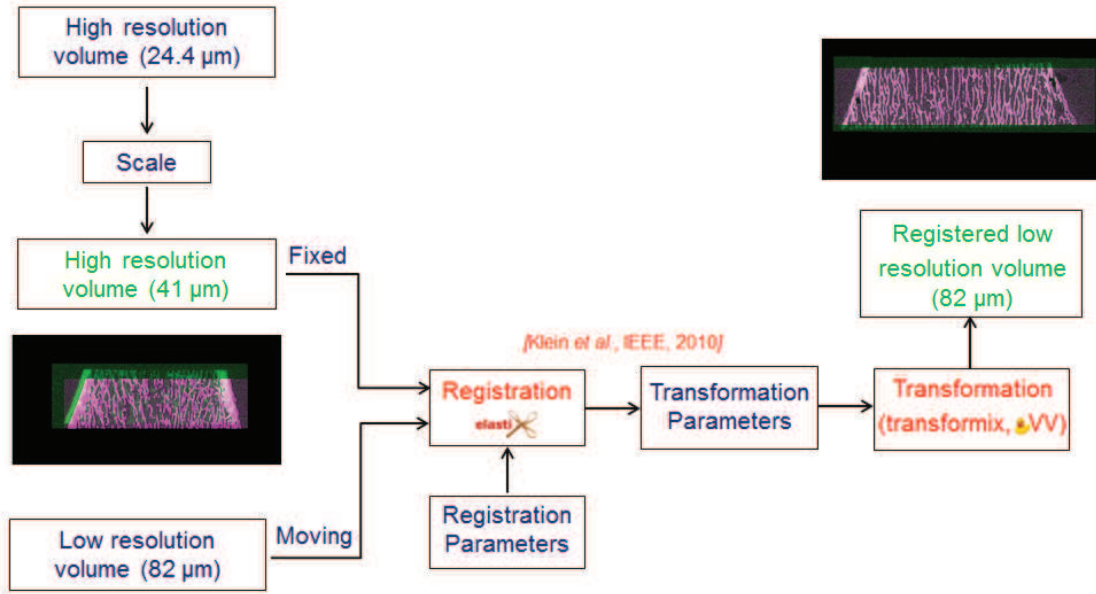 High resolution
volume (24.4 µm)
Scale
High resolution
volume (41 µm)
Fixed
Low resolution
volume (82 µm)
Moving
[Klein et al., IEEE, 2010]
Registration
elastiX
Registration
Parameters
Transformation
Parameters
Transformation
(transformix, VV)
Registered low
resolution volume
(82 µm)